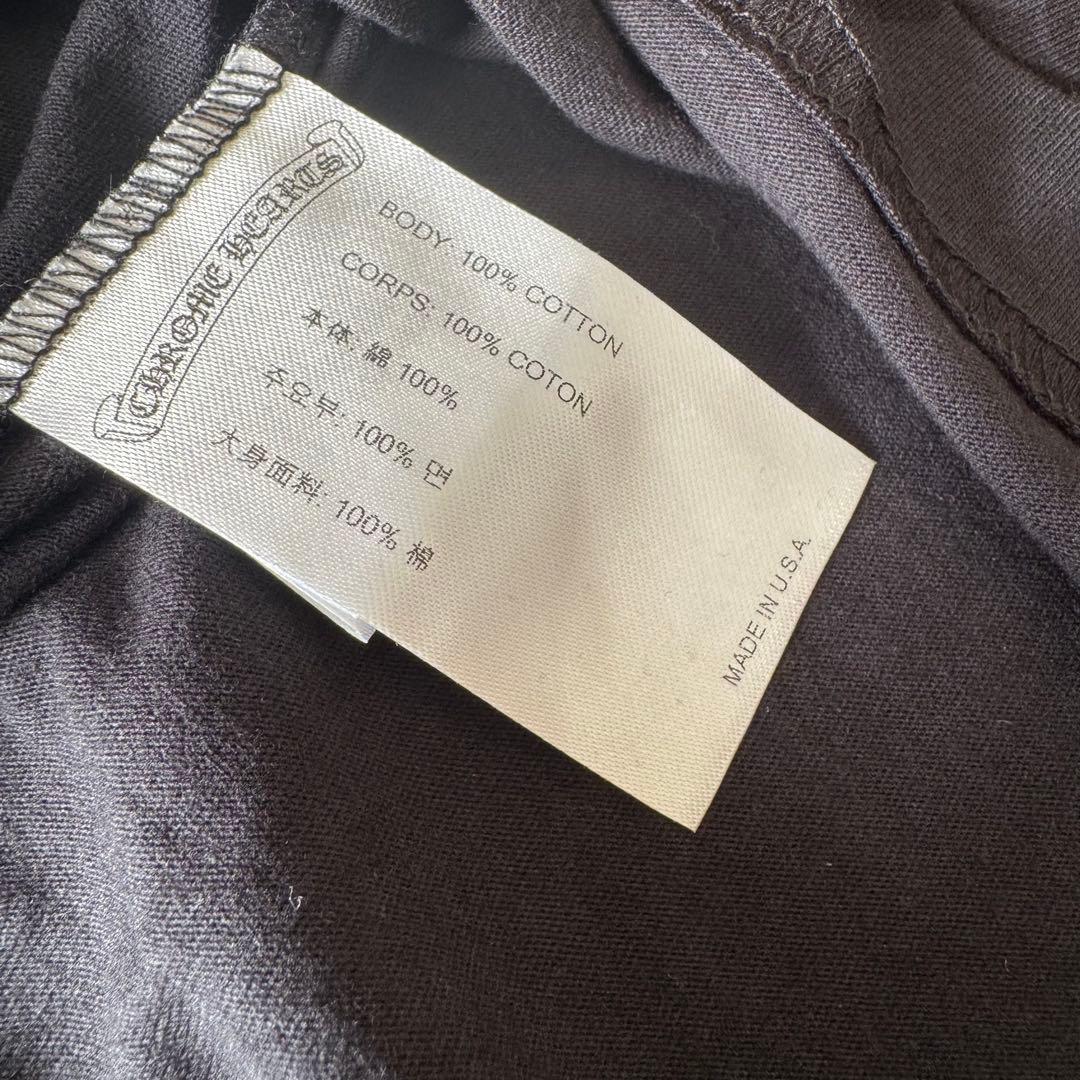 CHROME HEARTS
BODY: 100% COTTON
CORPS: 100% COTON
本体: 綿 100%
주요부: 100% 면
大身面料: 100% 棉
MADE IN U.S.A.